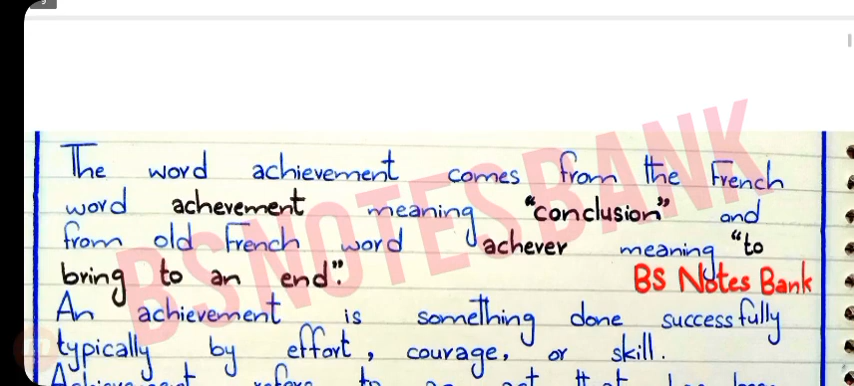 The word achievement comes from the French
word achevement meaning "conclusion" and
from old French word achever meaning "to
bring to an end".
BS Notes Bank
An achievement is something done successfully
typically by effort, courage, or skill.
BSNOTESBANK